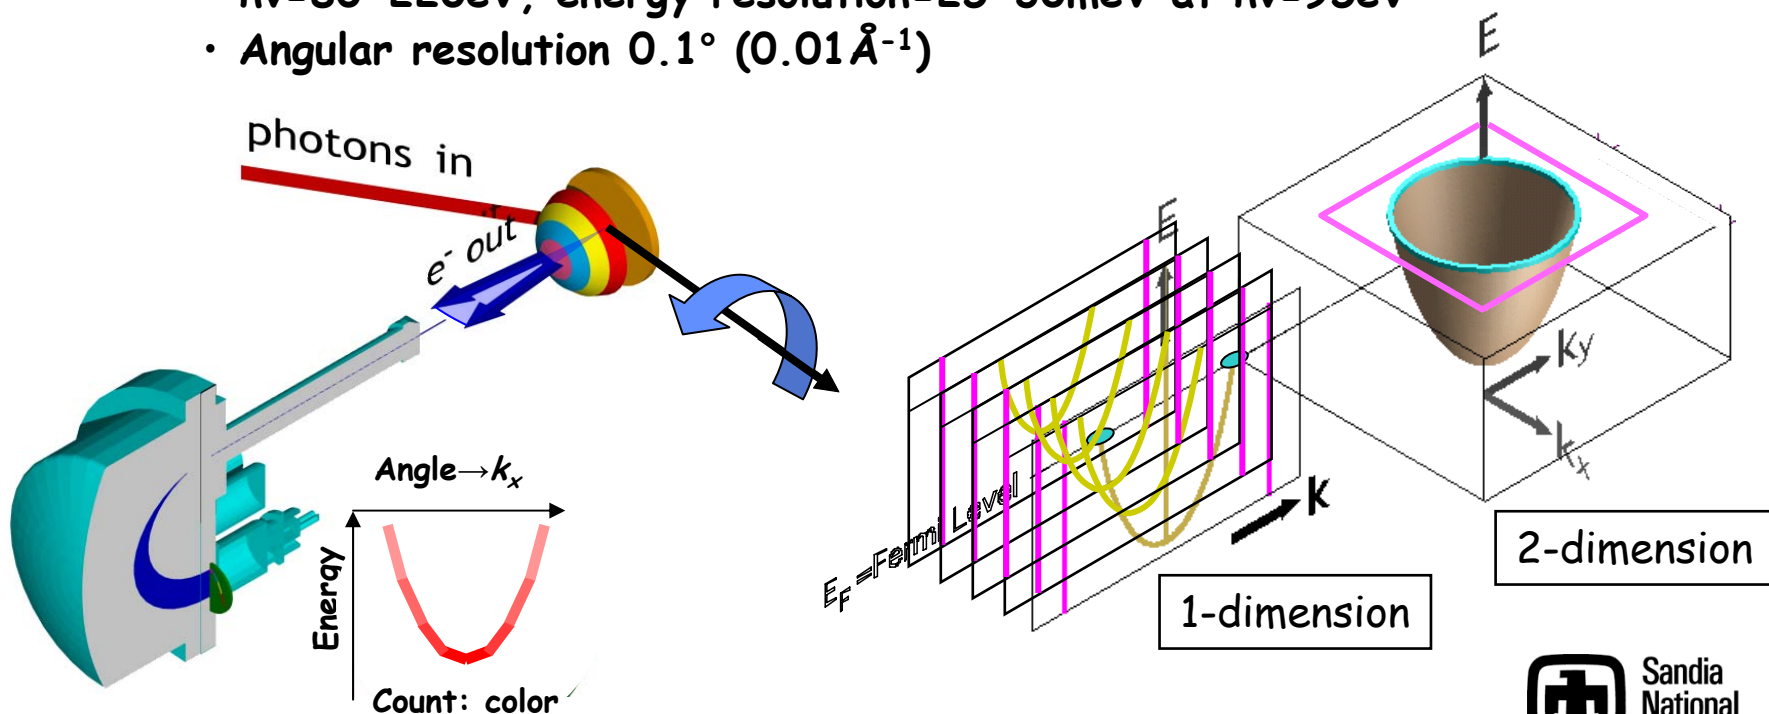 • Angular resolution 0.1° (0.01Å⁻¹)
photons in
e⁻ out
Angle→kₓ
Energy
Count: color
E
E_F =Fermi Level
k
1-dimension
E
ky
kₓ
2-dimension
Sandia
National